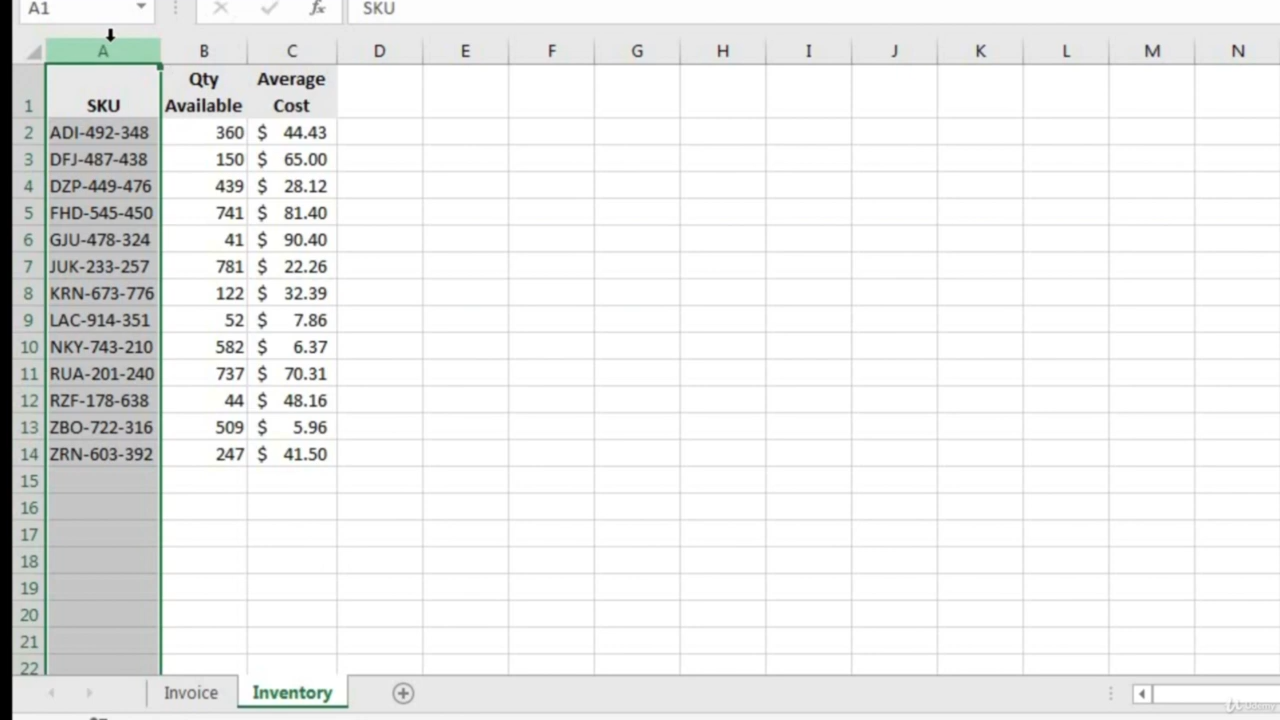 A1 fx SKU
A B C D E F G H I J K L M N
1 SKU Qty Available Average Cost
2 ADI-492-348 360 $ 44.43
3 DFJ-487-438 150 $ 65.00
4 DZP-449-476 439 $ 28.12
5 FHD-545-450 741 $ 81.40
6 GJU-478-324 41 $ 90.40
7 JUK-233-257 781 $ 22.26
8 KRN-673-776 122 $ 32.39
9 LAC-914-351 52 $ 7.86
10 NKY-743-210 582 $ 6.37
11 RUA-201-240 737 $ 70.31
12 RZF-178-638 44 $ 48.16
13 ZBO-722-316 509 $ 5.96
14 ZRN-603-392 247 $ 41.50
15
16
17
18
19
20
21
22
Invoice Inventory
Udemy